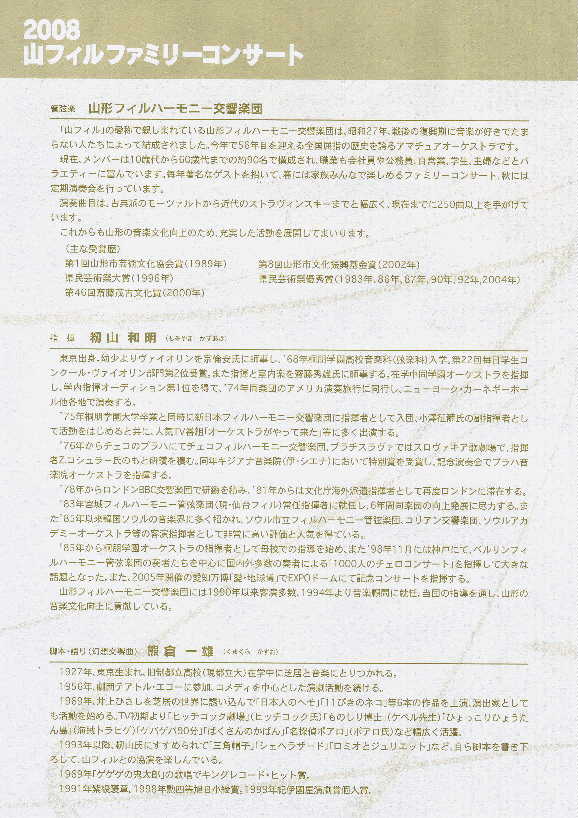 2008
山フィルファミリーコンサート
管弦楽 山形フィルハーモニー交響楽団
「山フィル」の愛称で親しまれている山形フィルハーモニー交響楽団は、昭和27年、戦後の復興期に音楽が好きでたま
らない人たちによって結成されました。今年で56年目を迎える全国屈指の歴史を誇るアマチュアオーケストラです。
現在、メンバーは10歳代から60歳代までの約90名で構成され、職業も会社員や公務員、自営業、学生、主婦などとバ
ラエティーに富んでいます。毎年著名なゲストを招いて、春には家族みんなで楽しめるファミリーコンサート、秋には
定期演奏会を行っています。
演奏曲目は、古典派のモーツァルトから近代のストラヴィンスキーまでと幅広く、現在までに250曲以上を手がけて
います。
これからも山形の音楽文化向上のため、充実した活動を展開してまいります。
(主な受賞歴)
第1回山形市芸術文化協会賞(1989年) 第8回山形市文化振興基金賞(2002年)
県民芸術祭大賞(1996年) 県民芸術祭優秀賞(1983年、86年、87年、90年、92年、2004年)
第46回斎藤茂吉文化賞(2000年)
指 揮 籾山 和明 (もみやま かずあき)
東京出身。幼少よりヴァイオリンを宗倫安氏に師事し、'68年桐朋学園高校音楽科(弦楽科)入学。第22回毎日学生コ
ンクール・ヴァイオリン部門第2位受賞。また指揮と室内楽を齋藤秀雄氏に師事する。在学中同学園オーケストラを指揮
し、学内指揮オーディション第1位を得て、'74年同楽団のアメリカ演奏旅行に同行し、ニューヨーク・カーネギーホー
ル他各地で演奏する。
'75年桐朋学園大学卒業と同時に新日本フィルハーモニー交響楽団に指揮者として入団、小澤征爾氏の副指揮者とし
て活動をはじめると共に、人気TV番組「オーケストラがやって来た」等に多く出演する。
'76年からチェコのプラハにてチェコフィルハーモニー交響楽団、ブラチスラヴァではスロヴァキア歌劇場で、指揮
者Z.コシュラー氏のもと研鑽を積む。同年キジアナ音楽院(伊・シエナ)において特別賞を受賞し、記念演奏会でプラハ音
楽院オーケストラを指揮する。
'78年からロンドンBBC交響楽団で研鑽を積み、'81年からは文化庁海外派遣指揮者として再度ロンドンに滞在する。
'83年宮城フィルハーモニー管弦楽団(現・仙台フィル)常任指揮者に就任し、6年間同楽団の向上発展に尽力する。ま
た'85年以来韓国ソウルの音楽界に多く招かれ、ソウル市立フィルハーモニー管弦楽団、コリアン交響楽団、ソウルアカ
デミーオーケストラ等の客演指揮者として非常に高い評価と人気を得ている。
'85年から桐朋学園オーケストラの指揮者として母校での指導を始め、また'98年11月には神戸にて、ベルリンフィ
ルハーモニー管弦楽団の奏者たちを中心に国内外多数の奏者による「1000人のチェロコンサート」を指揮して大きな
話題となった。また、2005年開催の愛知万博「愛・地球博」でEXPOドームにて記念コンサートを指揮する。
山形フィルハーモニー交響楽団には1990年以来客演多数、1994年より音楽顧問に就任。当団の指導を通し、山形の
音楽文化向上に貢献している。
脚本・語り(幻想交響曲) 熊倉 一雄 (くまくら かずお)
1927年、東京生まれ。旧制都立高校(現都立大)在学中に芝居と音楽にとりつかれる。
1956年、劇団テアトル・エコーに参加、コメディを中心とした演劇活動を続ける。
1969年、井上ひさしを芝居の世界に誘い込んで「日本人のへそ」「11ぴきのネコ」等6本の作品を上演、演出家として
も活動を始める。TV初期より「ヒッチコック劇場」(ヒッチコック氏)「ものしり博士」(ケペル先生)「ひょっこりひょうた
ん島」(海賊トラヒゲ)「ゲバゲバ90分」「ばくさんのかばん」「名探偵ポアロ」(ポアロ氏)など幅広く活躍。
1993年以降、籾山氏にすすめられて「三角帽子」「シェヘラザード」「ロミオとジュリエット」など、自ら脚本を書き下
ろして、山フィルとの協演を楽しんでいる。
1969年「ゲゲゲの鬼太郎」の歌唱でキングレコード・ヒット賞。
1991年紫綬褒章、1998年勲四等旭日小綬賞。1999年紀伊國屋演劇賞個人賞。